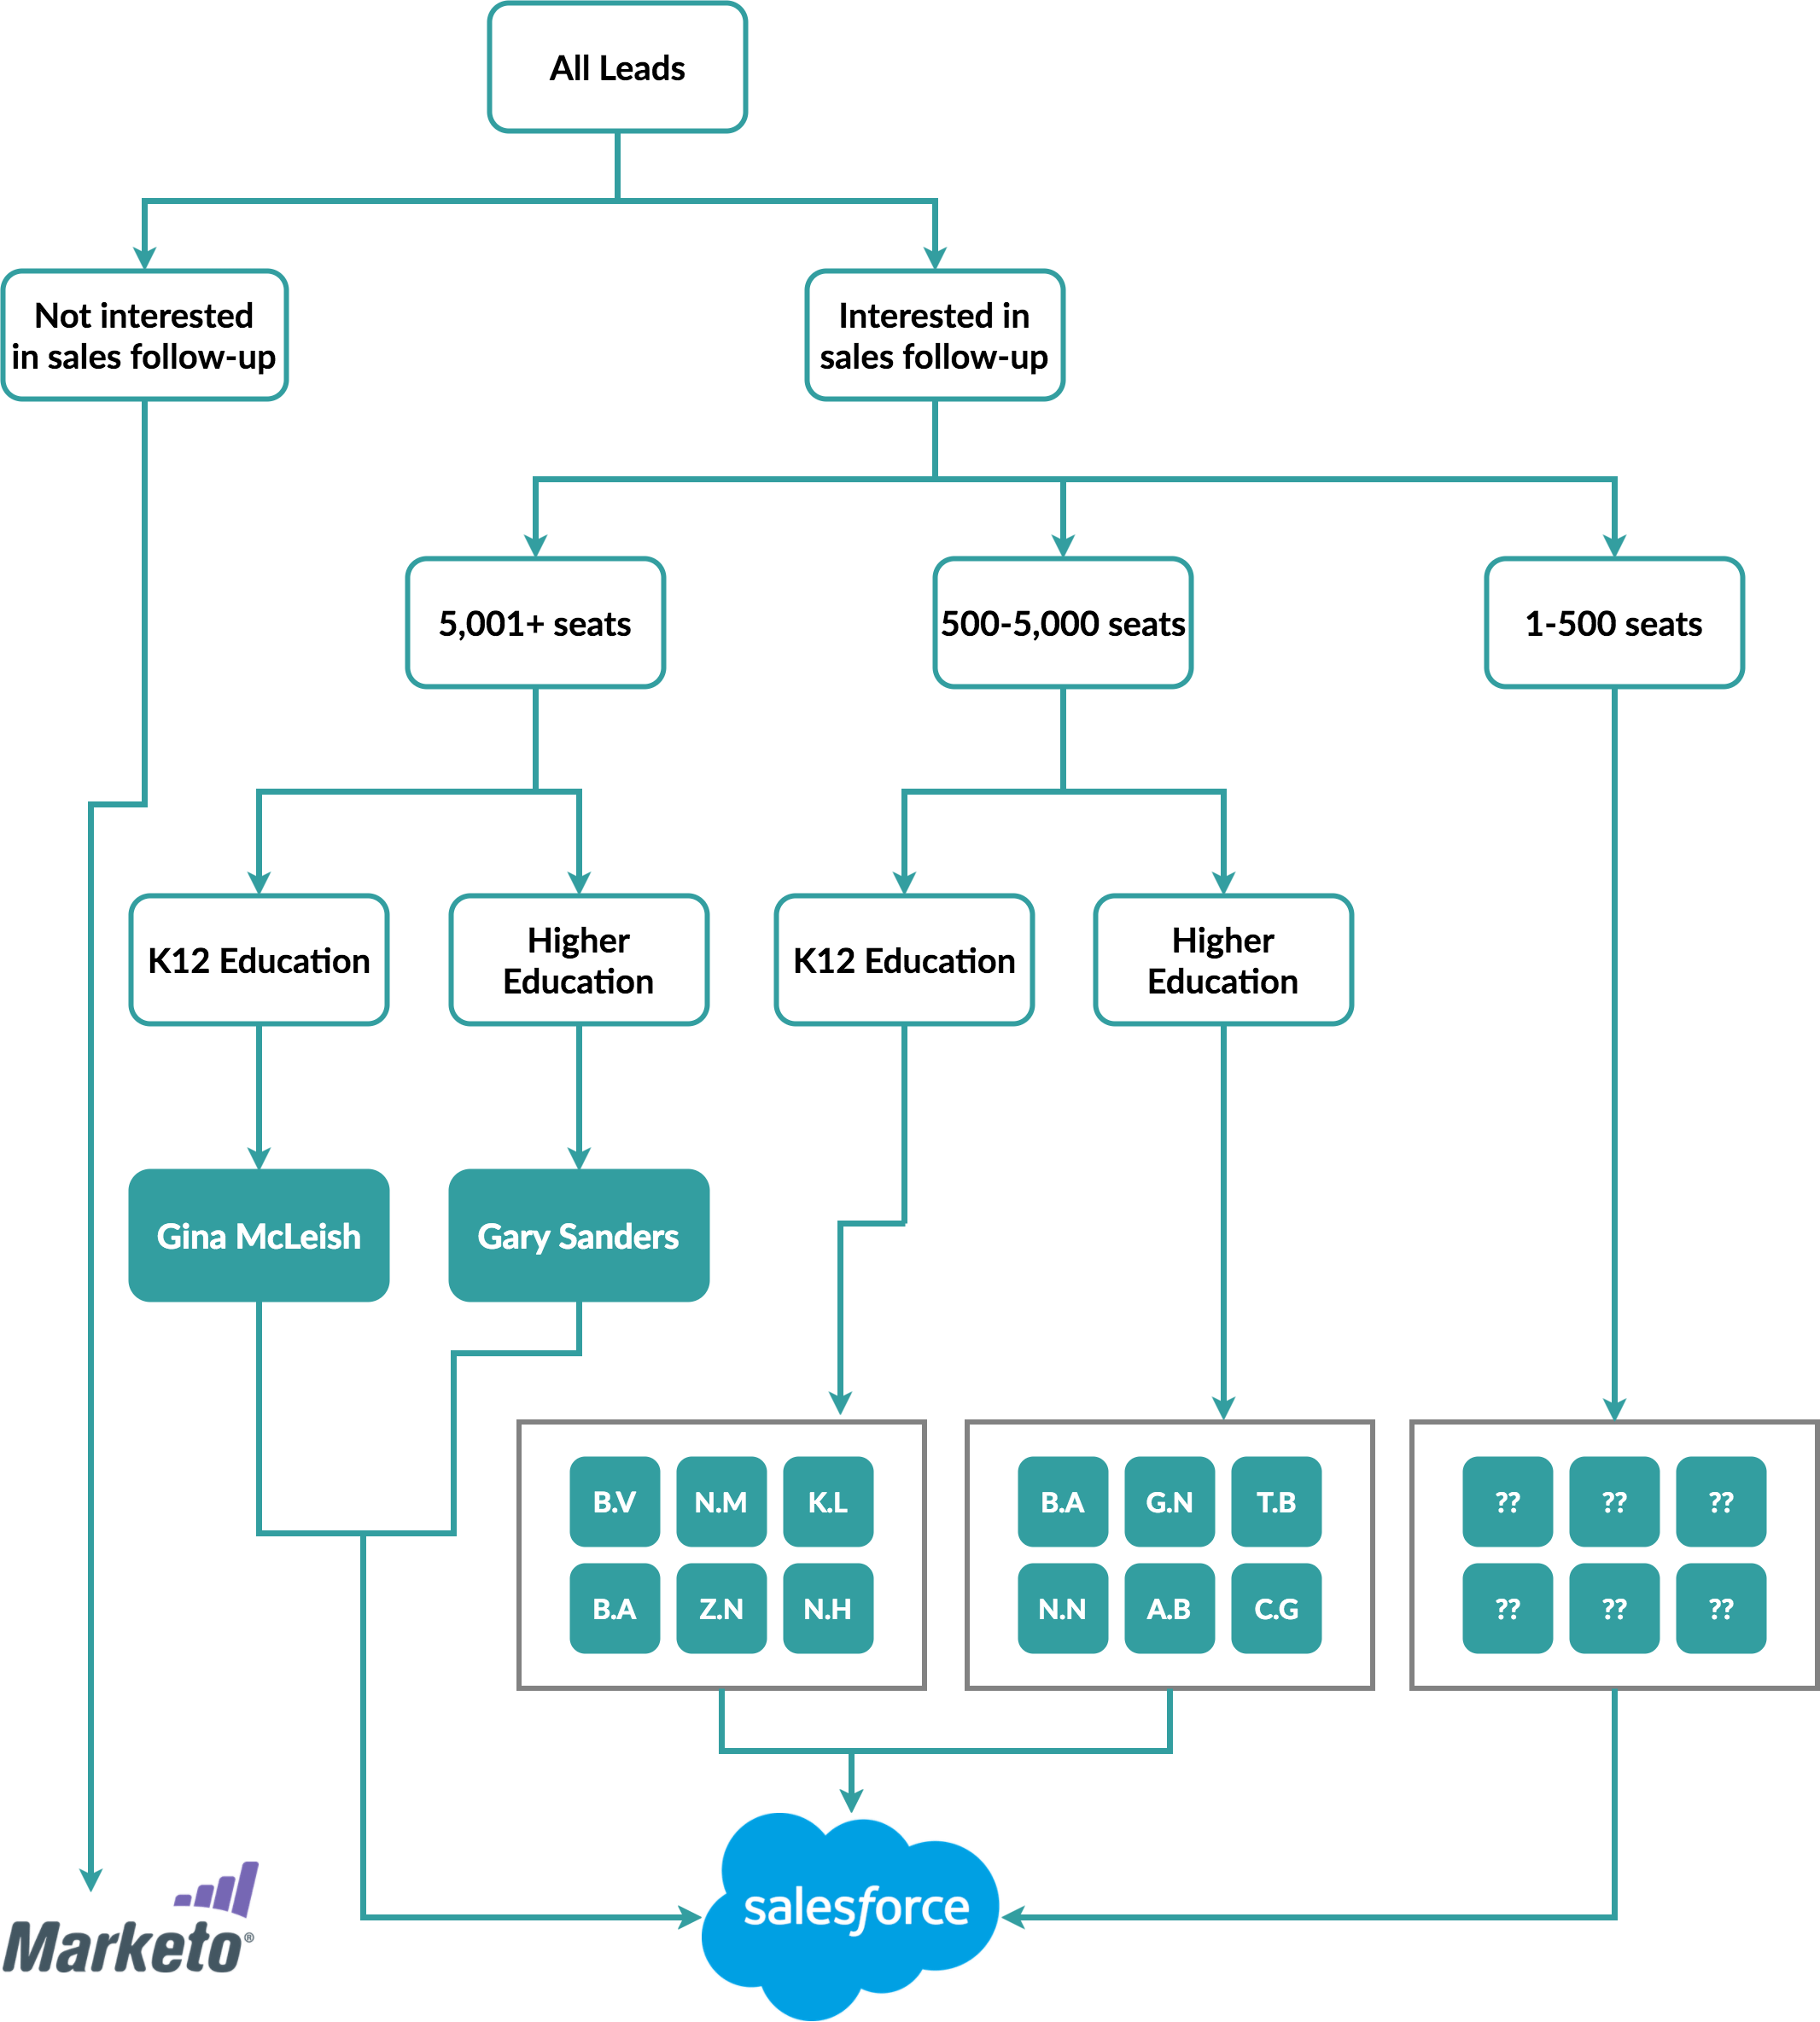 All Leads
Not interested
in sales follow-up
Interested in
sales follow-up
5,001+ seats
500-5,000 seats
1-500 seats
K12 Education
Higher
Education
K12 Education
Higher
Education
Gina McLeish
Gary Sanders
B.V
N.M
K.L
B.A
Z.N
N.H
B.A
G.N
T.B
N.N
A.B
C.G
??
??
??
??
??
??
Marketo®
salesforce